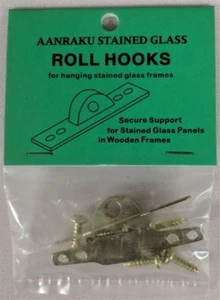 AANRAKU STAINED GLASS
ROLL HOOKS
for hanging stained glass frames
Secure Support
for Stained Glass Panels
in Wooden Frames